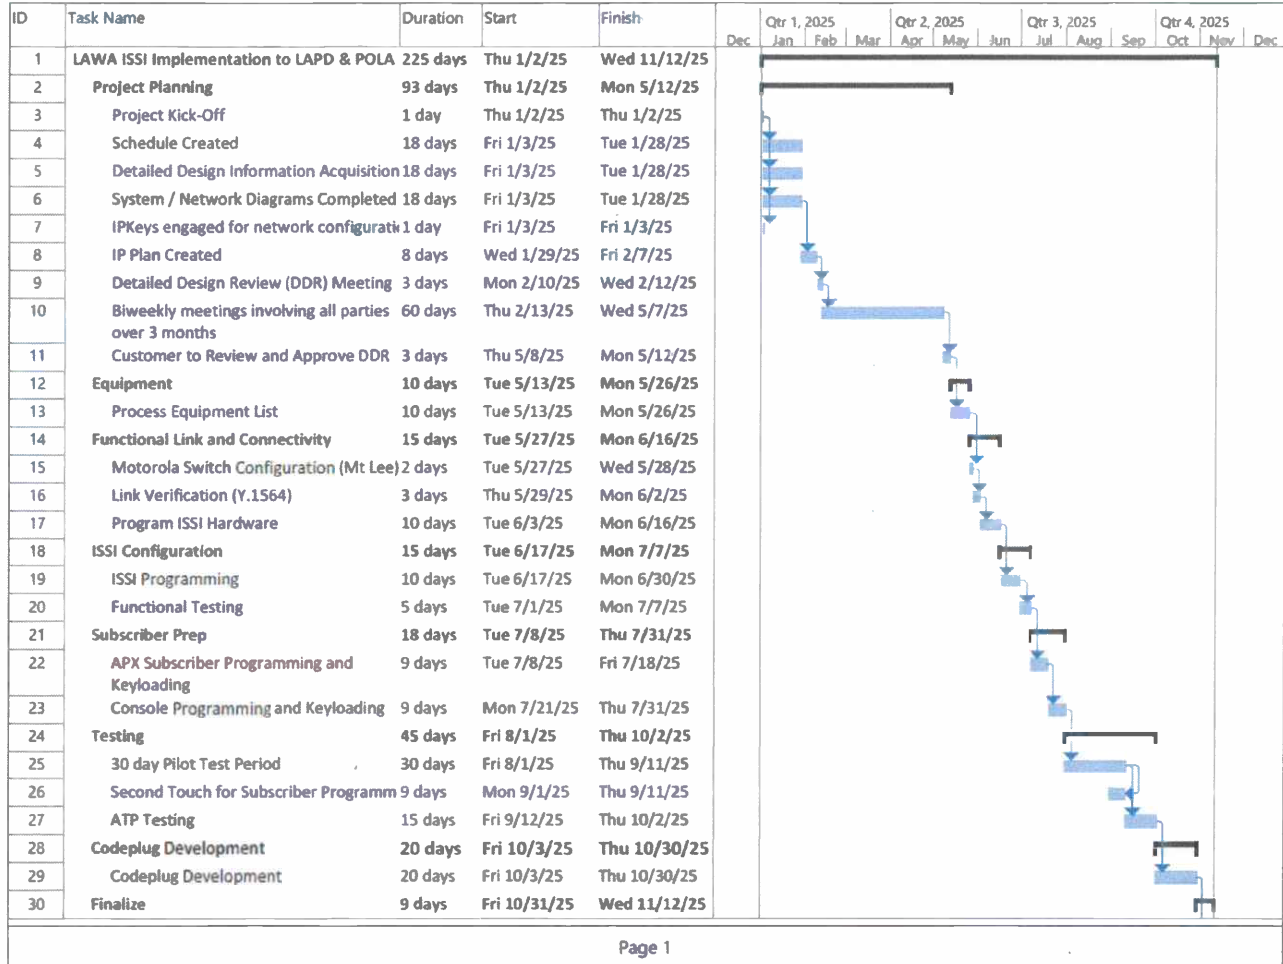 ID Task Name Duration Start Finish Qtr 1, 2025 Qtr 2, 2025 Qtr 3, 2025 Qtr 4, 2025
Dec Jan Feb Mar Apr May Jun Jul Aug Sep Oct Nov Dec
1 LAWA ISSI Implementation to LAPD & POLA 225 days Thu 1/2/25 Wed 11/12/25
2 Project Planning 93 days Thu 1/2/25 Mon 5/12/25
3 Project Kick-Off 1 day Thu 1/2/25 Thu 1/2/25
4 Schedule Created 18 days Fri 1/3/25 Tue 1/28/25
5 Detailed Design Information Acquisition 18 days Fri 1/3/25 Tue 1/28/25
6 System / Network Diagrams Completed 18 days Fri 1/3/25 Tue 1/28/25
7 IPKeys engaged for network configurati 1 day Fri 1/3/25 Fri 1/3/25
8 IP Plan Created 8 days Wed 1/29/25 Fri 2/7/25
9 Detailed Design Review (DDR) Meeting 3 days Mon 2/10/25 Wed 2/12/25
10 Biweekly meetings involving all parties 60 days Thu 2/13/25 Wed 5/7/25
over 3 months
11 Customer to Review and Approve DDR 3 days Thu 5/8/25 Mon 5/12/25
12 Equipment 10 days Tue 5/13/25 Mon 5/26/25
13 Process Equipment List 10 days Tue 5/13/25 Mon 5/26/25
14 Functional Link and Connectivity 15 days Tue 5/27/25 Mon 6/16/25
15 Motorola Switch Configuration (Mt Lee) 2 days Tue 5/27/25 Wed 5/28/25
16 Link Verification (Y.1564) 3 days Thu 5/29/25 Mon 6/2/25
17 Program ISSI Hardware 10 days Tue 6/3/25 Mon 6/16/25
18 ISSI Configuration 15 days Tue 6/17/25 Mon 7/7/25
19 ISSI Programming 10 days Tue 6/17/25 Mon 6/30/25
20 Functional Testing 5 days Tue 7/1/25 Mon 7/7/25
21 Subscriber Prep 18 days Tue 7/8/25 Thu 7/31/25
22 APX Subscriber Programming and 9 days Tue 7/8/25 Fri 7/18/25
Keyloading
23 Console Programming and Keyloading 9 days Mon 7/21/25 Thu 7/31/25
24 Testing 45 days Fri 8/1/25 Thu 10/2/25
25 30 day Pilot Test Period 30 days Fri 8/1/25 Thu 9/11/25
26 Second Touch for Subscriber Programm 9 days Mon 9/1/25 Thu 9/11/25
27 ATP Testing 15 days Fri 9/12/25 Thu 10/2/25
28 Codeplug Development 20 days Fri 10/3/25 Thu 10/30/25
29 Codeplug Development 20 days Fri 10/3/25 Thu 10/30/25
30 Finalize 9 days Fri 10/31/25 Wed 11/12/25
Page 1